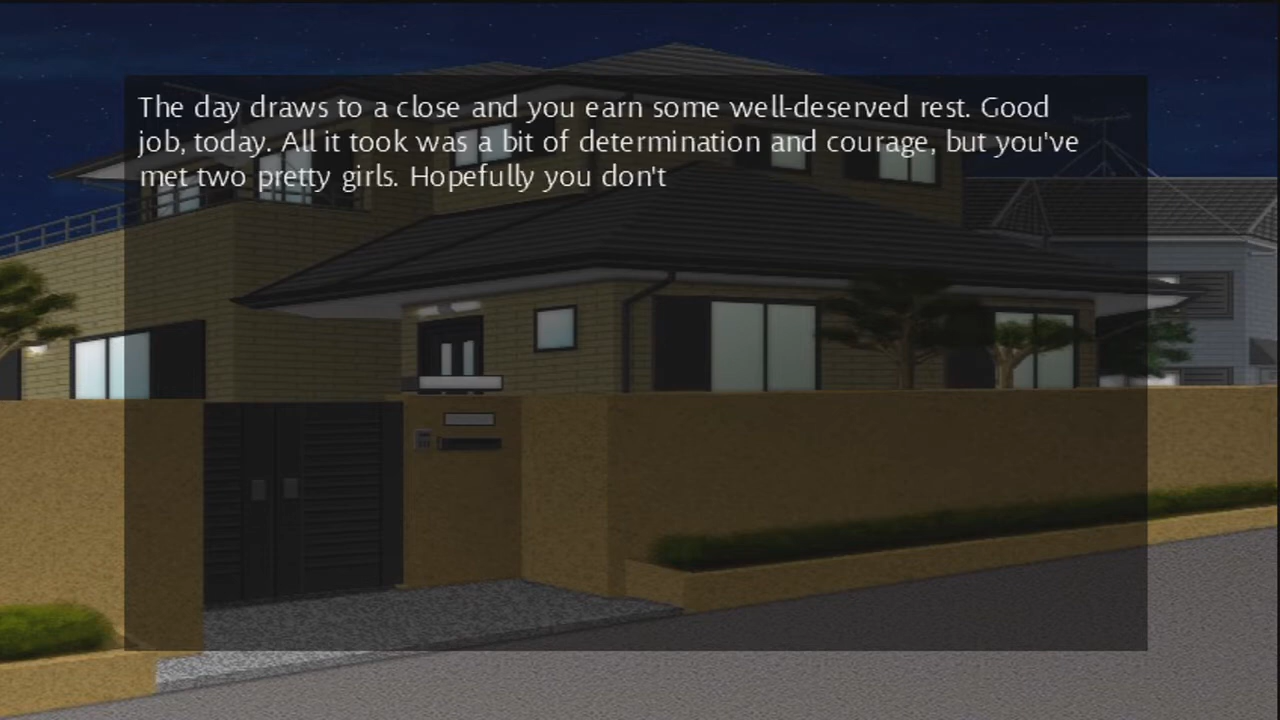 The day draws to a close and you earn some well-deserved rest. Good
job, today. All it took was a bit of determination and courage, but you've
met two pretty girls. Hopefully you don't